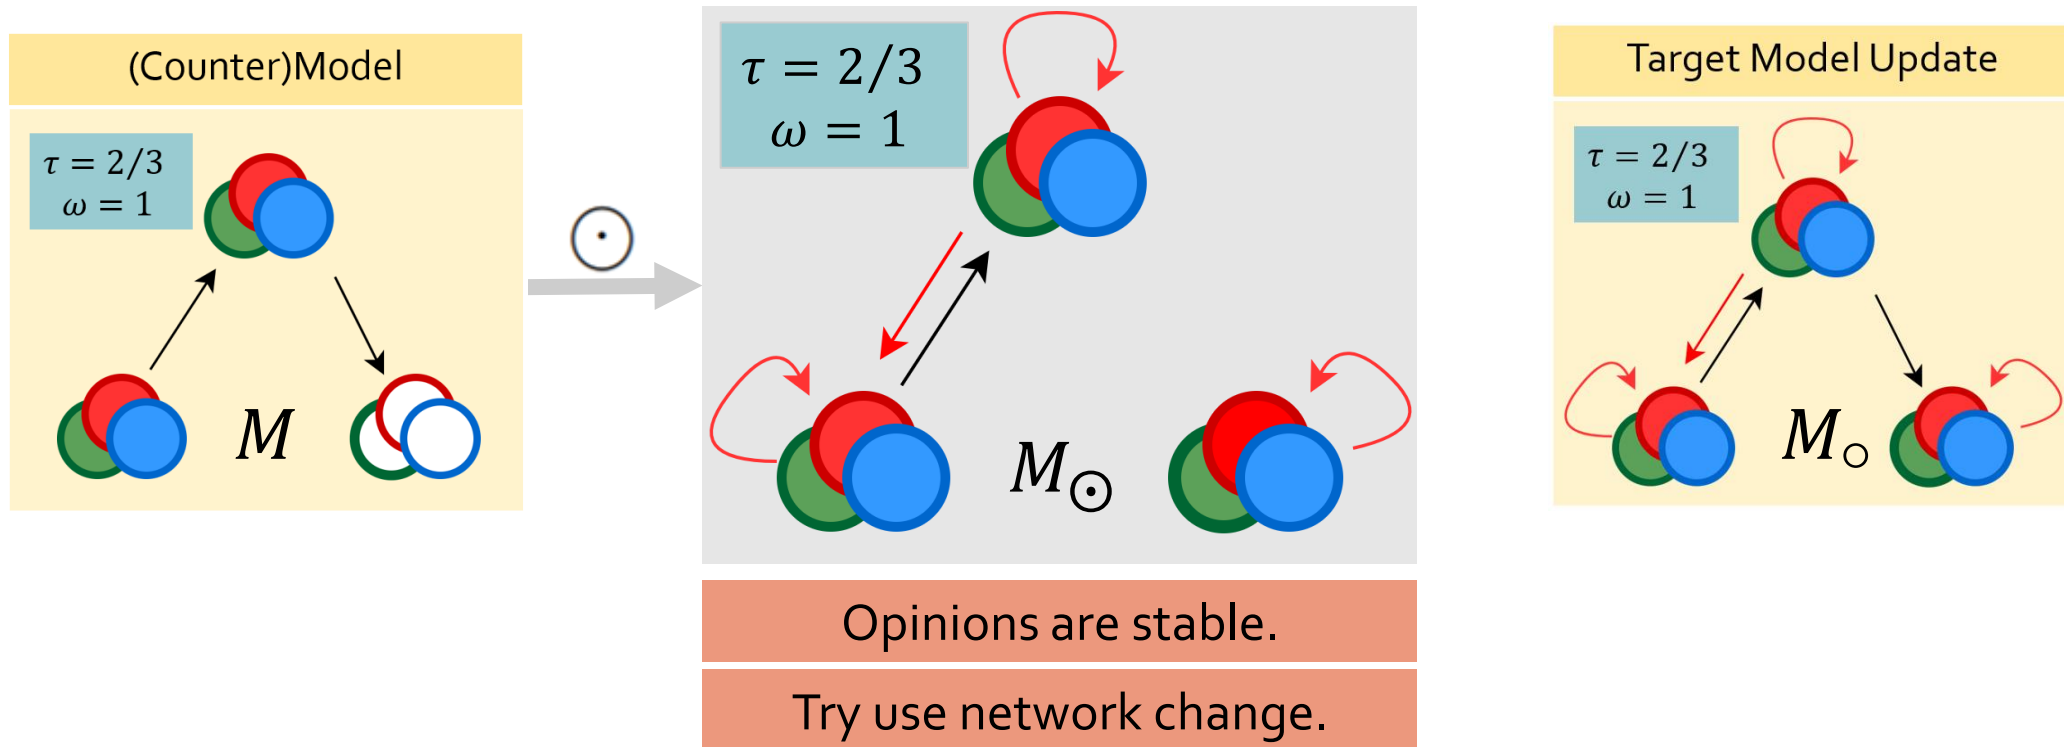 (Counter)Model
τ = 2/3
ω = 1
M
⊙
τ = 2/3
ω = 1
M⊙
Opinions are stable.
Try use network change.
Target Model Update
τ = 2/3
ω = 1
M○